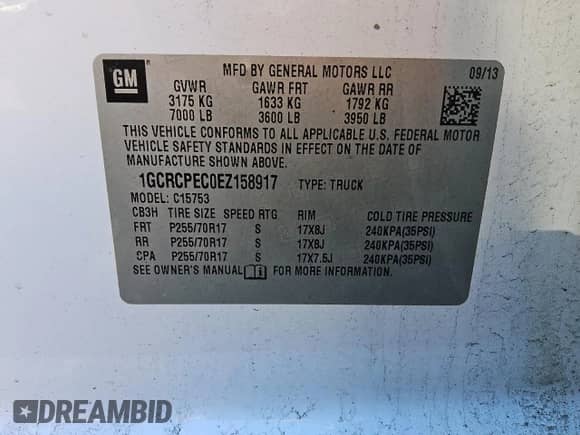 GM
MFD BY GENERAL MOTORS LLC 09/13
GVWR GAWR FRT GAWR RR
3175 KG 1633 KG 1792 KG
7000 LB 3600 LB 3950 LB
THIS VEHICLE CONFORMS TO ALL APPLICABLE U.S. FEDERAL MOTOR
VEHICLE SAFETY STANDARDS IN EFFECT ON THE DATE OF
MANUFACTURE SHOWN ABOVE.
1GCRCPEC0EZ158917 TYPE: TRUCK
MODEL: C15753
CB3H TIRE SIZE SPEED RTG RIM COLD TIRE PRESSURE
FRT P255/70R17 S 17X8J 240KPA(35PSI)
RR P255/70R17 S 17X8J 240KPA(35PSI)
CPA P255/70R17 S 17X7.5J 240KPA(35PSI)
SEE OWNER'S MANUAL FOR MORE INFORMATION.
DREAMBID